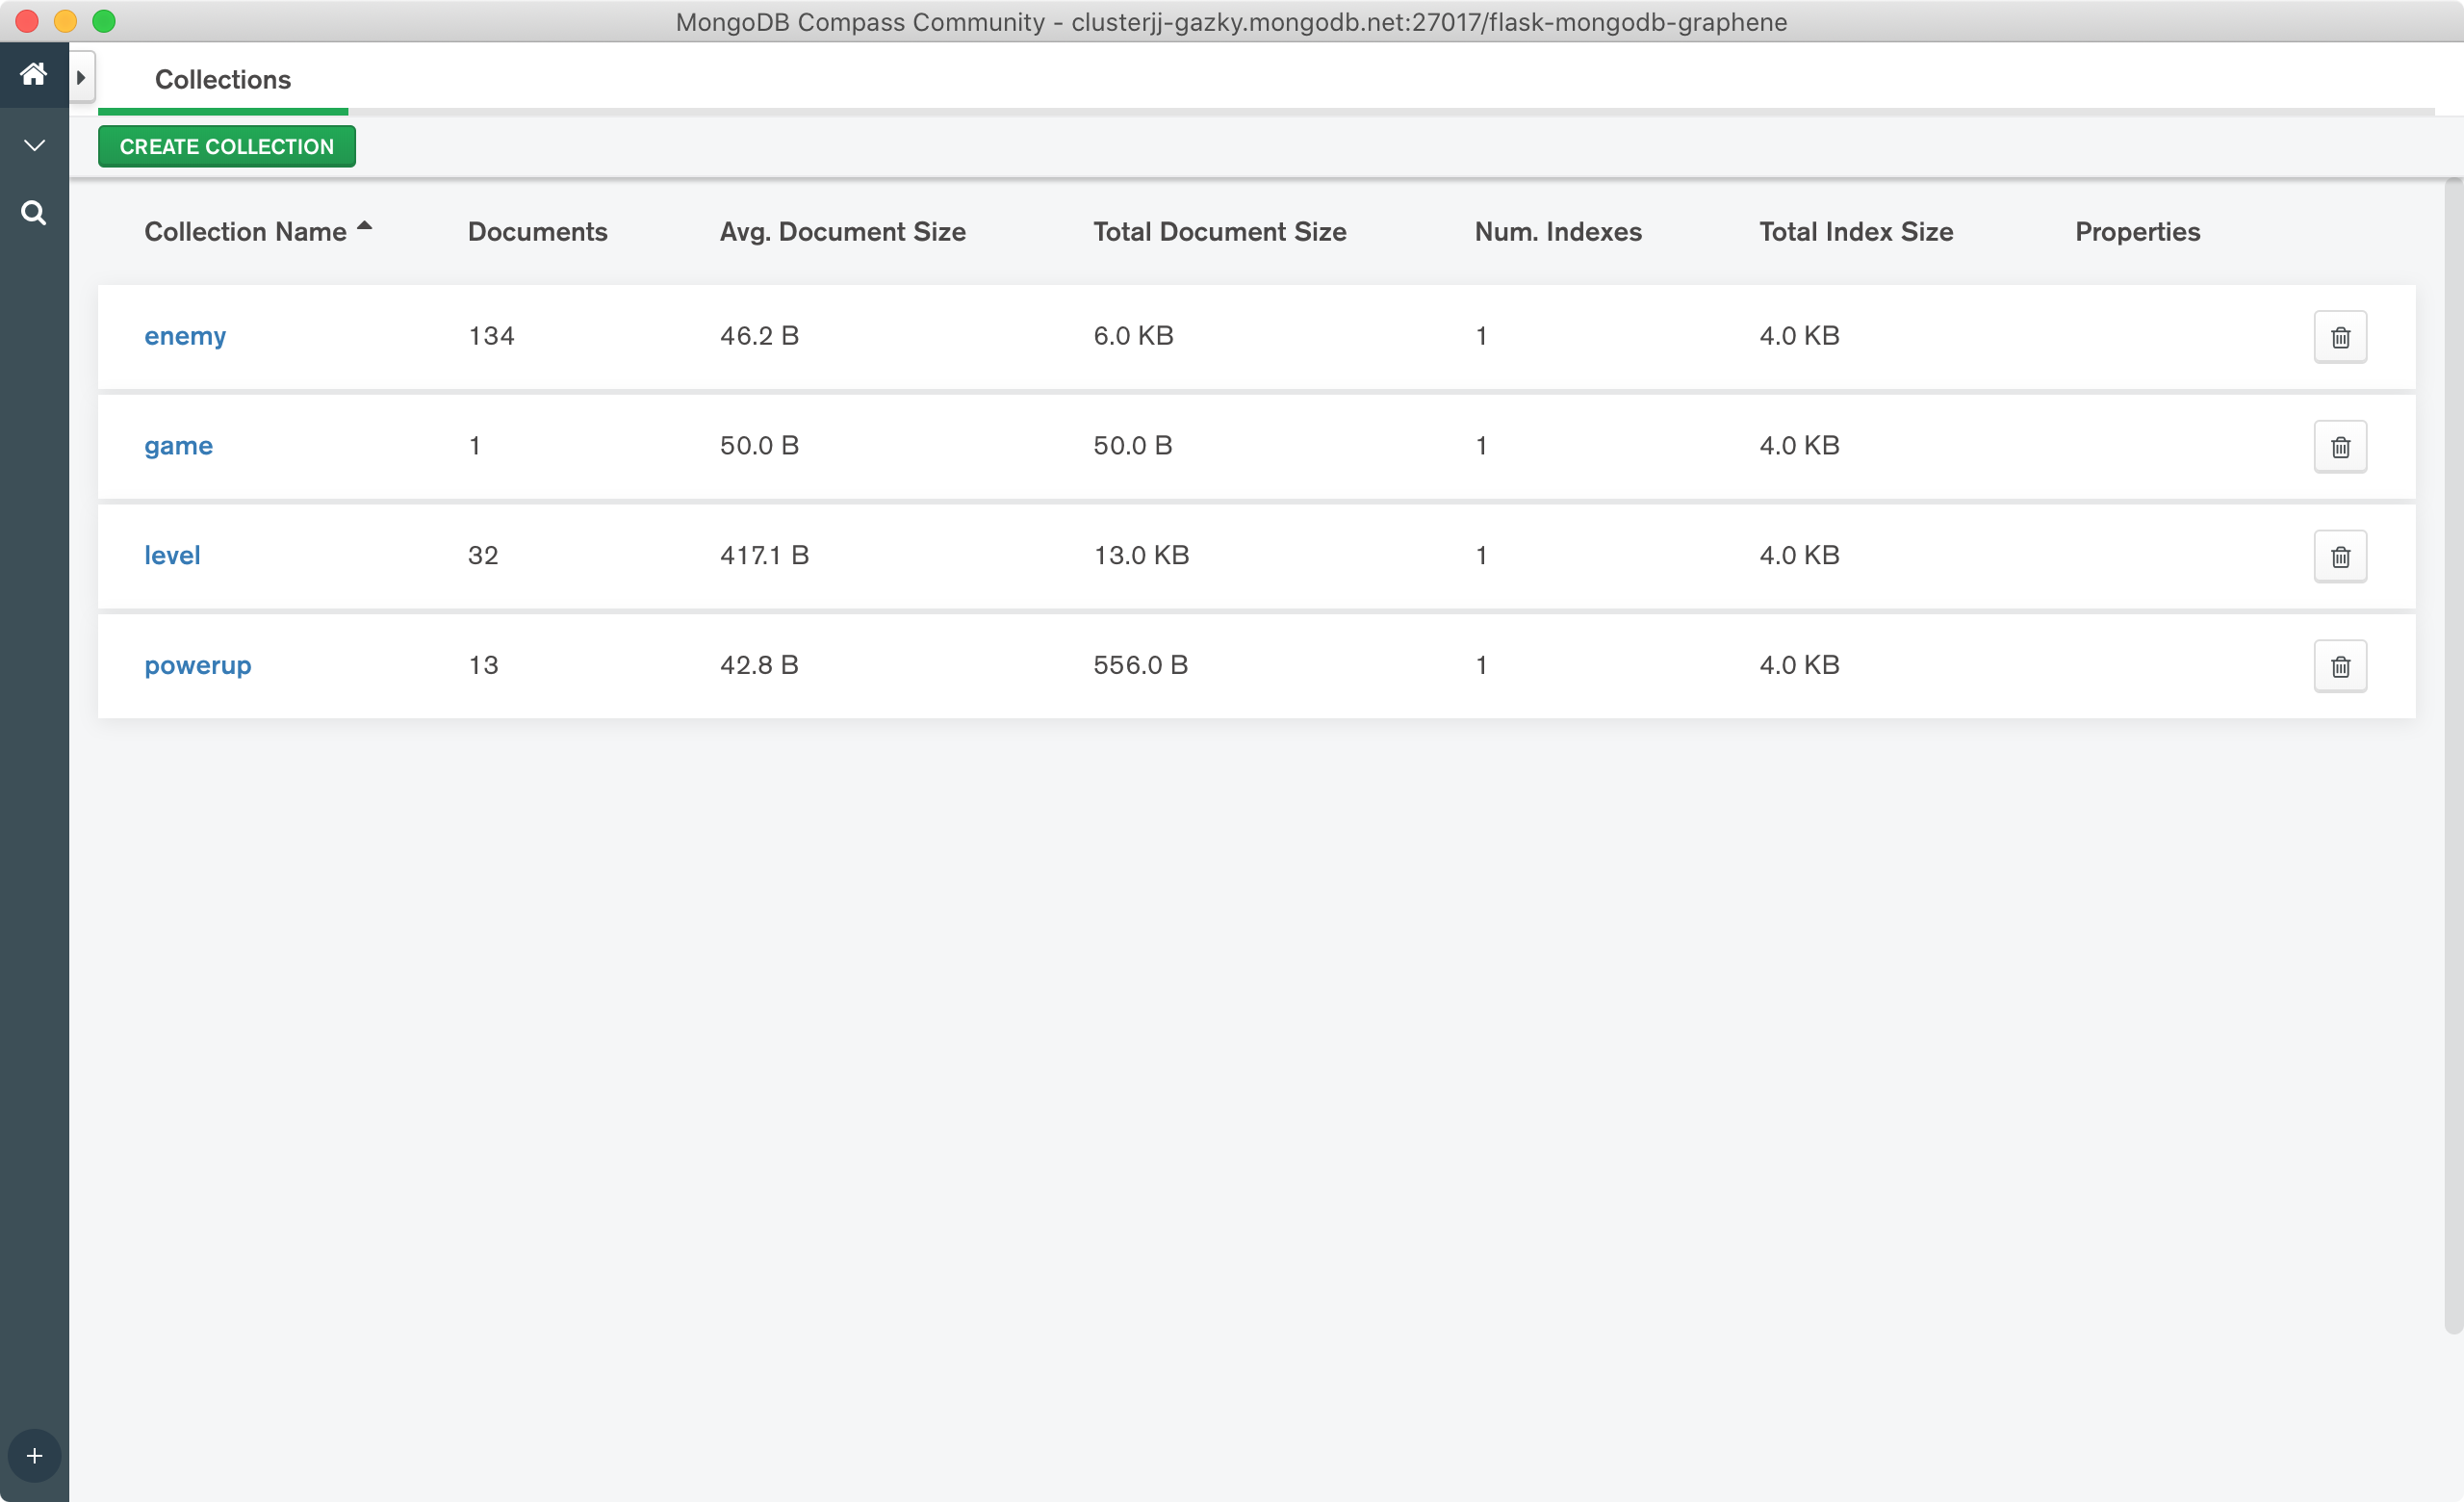 MongoDB Compass Community - clusterjj-gazky.mongodb.net:27017/flask-mongodb-graphene
Collections
CREATE COLLECTION
Collection Name Documents Avg. Document Size Total Document Size Num. Indexes Total Index Size Properties
enemy 134 46.2 B 6.0 KB 1 4.0 KB
game 1 50.0 B 50.0 B 1 4.0 KB
level 32 417.1 B 13.0 KB 1 4.0 KB
powerup 13 42.8 B 556.0 B 1 4.0 KB